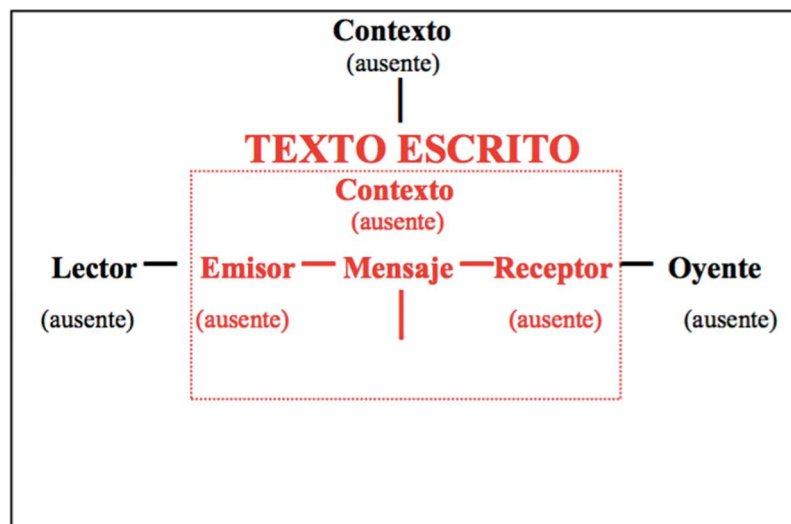 Contexto
(ausente)
TEXTO ESCRITO
Contexto
(ausente)
Lector Emisor Mensaje Receptor Oyente
(ausente) (ausente) (ausente) (ausente)